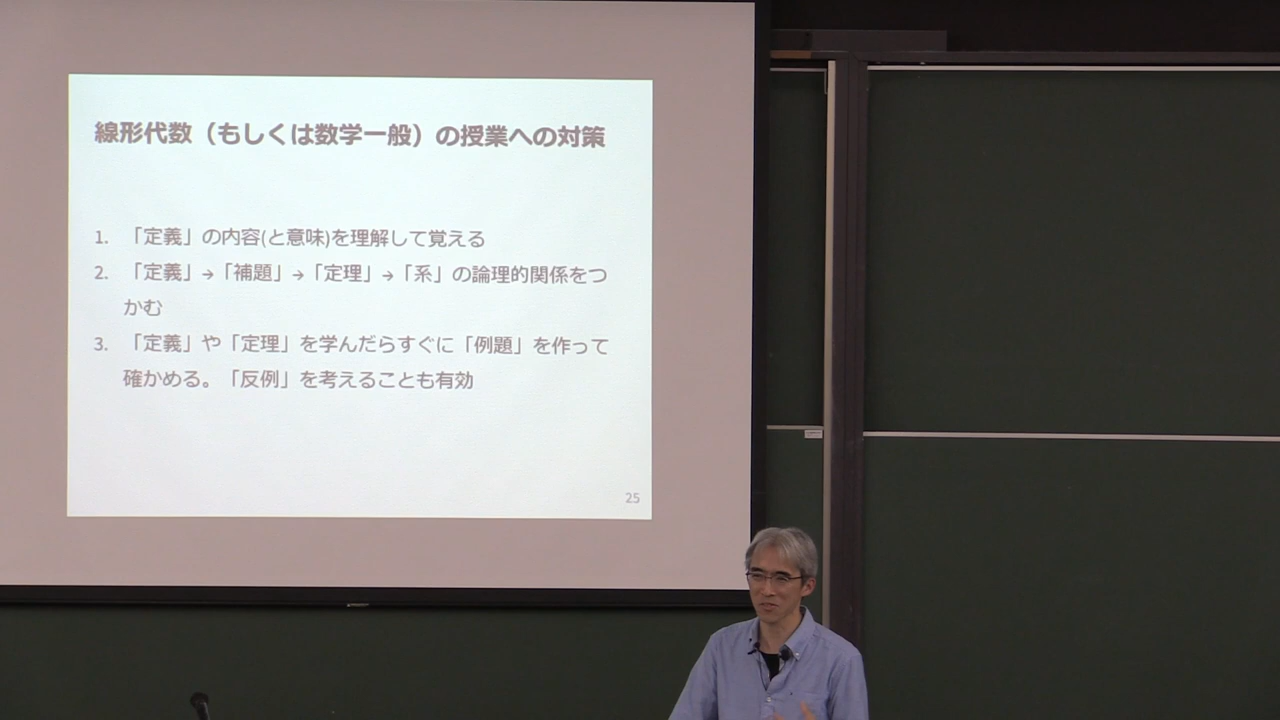 線形代数（もしくは数学一般）の授業への対策
1. 「定義」の内容(と意味)を理解して覚える
2. 「定義」→「補題」→「定理」→「系」の論理的関係をつ
かむ
3. 「定義」や「定理」を学んだらすぐに「例題」を作って
確かめる。「反例」を考えることも有効
25